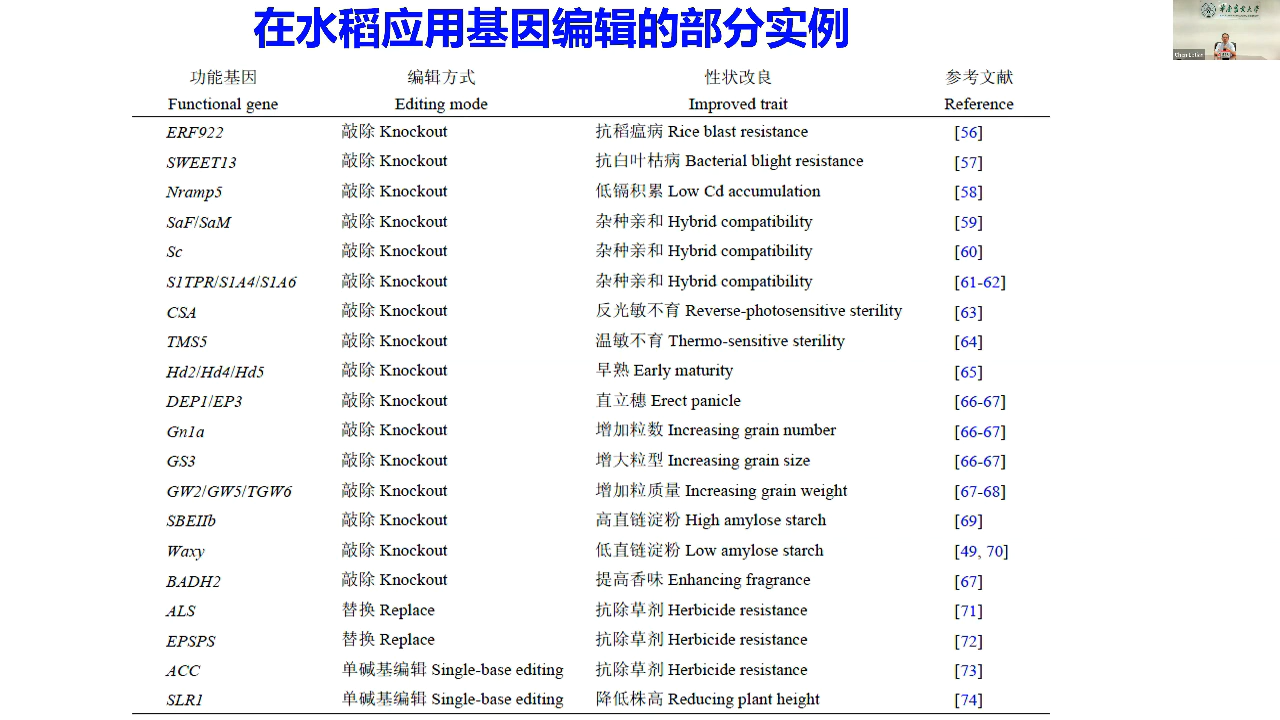 在水稻应用基因编辑的部分实例
华南农业大学
功能基因 编辑方式 性状改良 参考文献
Functional gene Editing mode Improved trait Reference
ERF922 敲除 Knockout 抗稻瘟病 Rice blast resistance [56]
SWEET13 敲除 Knockout 抗白叶枯病 Bacterial blight resistance [57]
Nramp5 敲除 Knockout 低镉积累 Low Cd accumulation [58]
SaF/SaM 敲除 Knockout 杂种亲和 Hybrid compatibility [59]
Sc 敲除 Knockout 杂种亲和 Hybrid compatibility [60]
S1TPR/S1A4/S1A6 敲除 Knockout 杂种亲和 Hybrid compatibility [61-62]
CSA 敲除 Knockout 反光敏不育 Reverse-photosensitive sterility [63]
TMS5 敲除 Knockout 温敏不育 Thermo-sensitive sterility [64]
Hd2/Hd4/Hd5 敲除 Knockout 早熟 Early maturity [65]
DEP1/EP3 敲除 Knockout 直立穗 Erect panicle [66-67]
Gn1a 敲除 Knockout 增加粒数 Increasing grain number [66-67]
GS3 敲除 Knockout 增大粒型 Increasing grain size [66-67]
GW2/GW5/TGW6 敲除 Knockout 增加粒质量 Increasing grain weight [67-68]
SBEIIb 敲除 Knockout 高直链淀粉 High amylose starch [69]
Waxy 敲除 Knockout 低直链淀粉 Low amylose starch [49, 70]
BADH2 敲除 Knockout 提高香味 Enhancing fragrance [67]
ALS 替换 Replace 抗除草剂 Herbicide resistance [71]
EPSPS 替换 Replace 抗除草剂 Herbicide resistance [72]
ACC 单碱基编辑 Single-base editing 抗除草剂 Herbicide resistance [73]
SLR1 单碱基编辑 Single-base editing 降低株高 Reducing plant height [74]